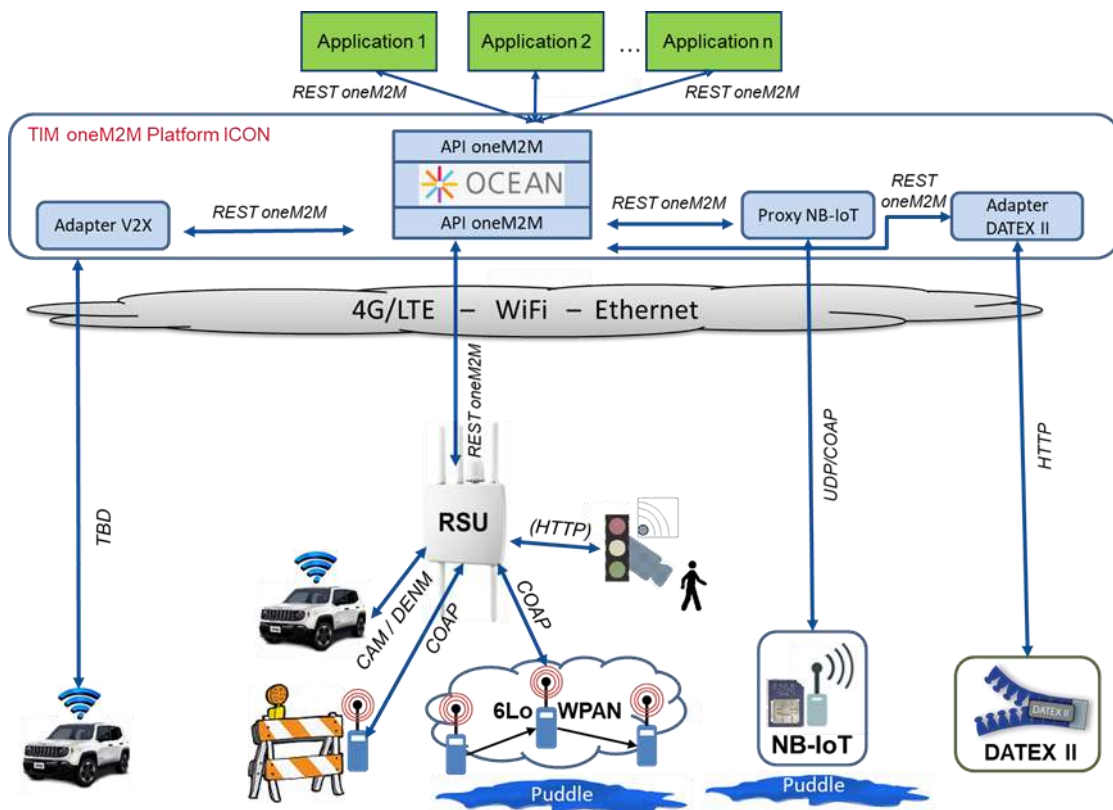 Application 1
Application 2
...
Application n
REST oneM2M
REST oneM2M
TIM oneM2M Platform ICON
API oneM2M
OCEAN
API oneM2M
Adapter V2X
REST oneM2M
REST oneM2M
Proxy NB-IoT
REST
oneM2M
Adapter
DATEX II
4G/LTE – WiFi – Ethernet
REST oneM2M
TBD
UDP/COAP
HTTP
RSU
(HTTP)
CAM / DENM
COAP
COAP
6LoWPAN
NB-IoT
DATEX II
DATEX II
Puddle
Puddle